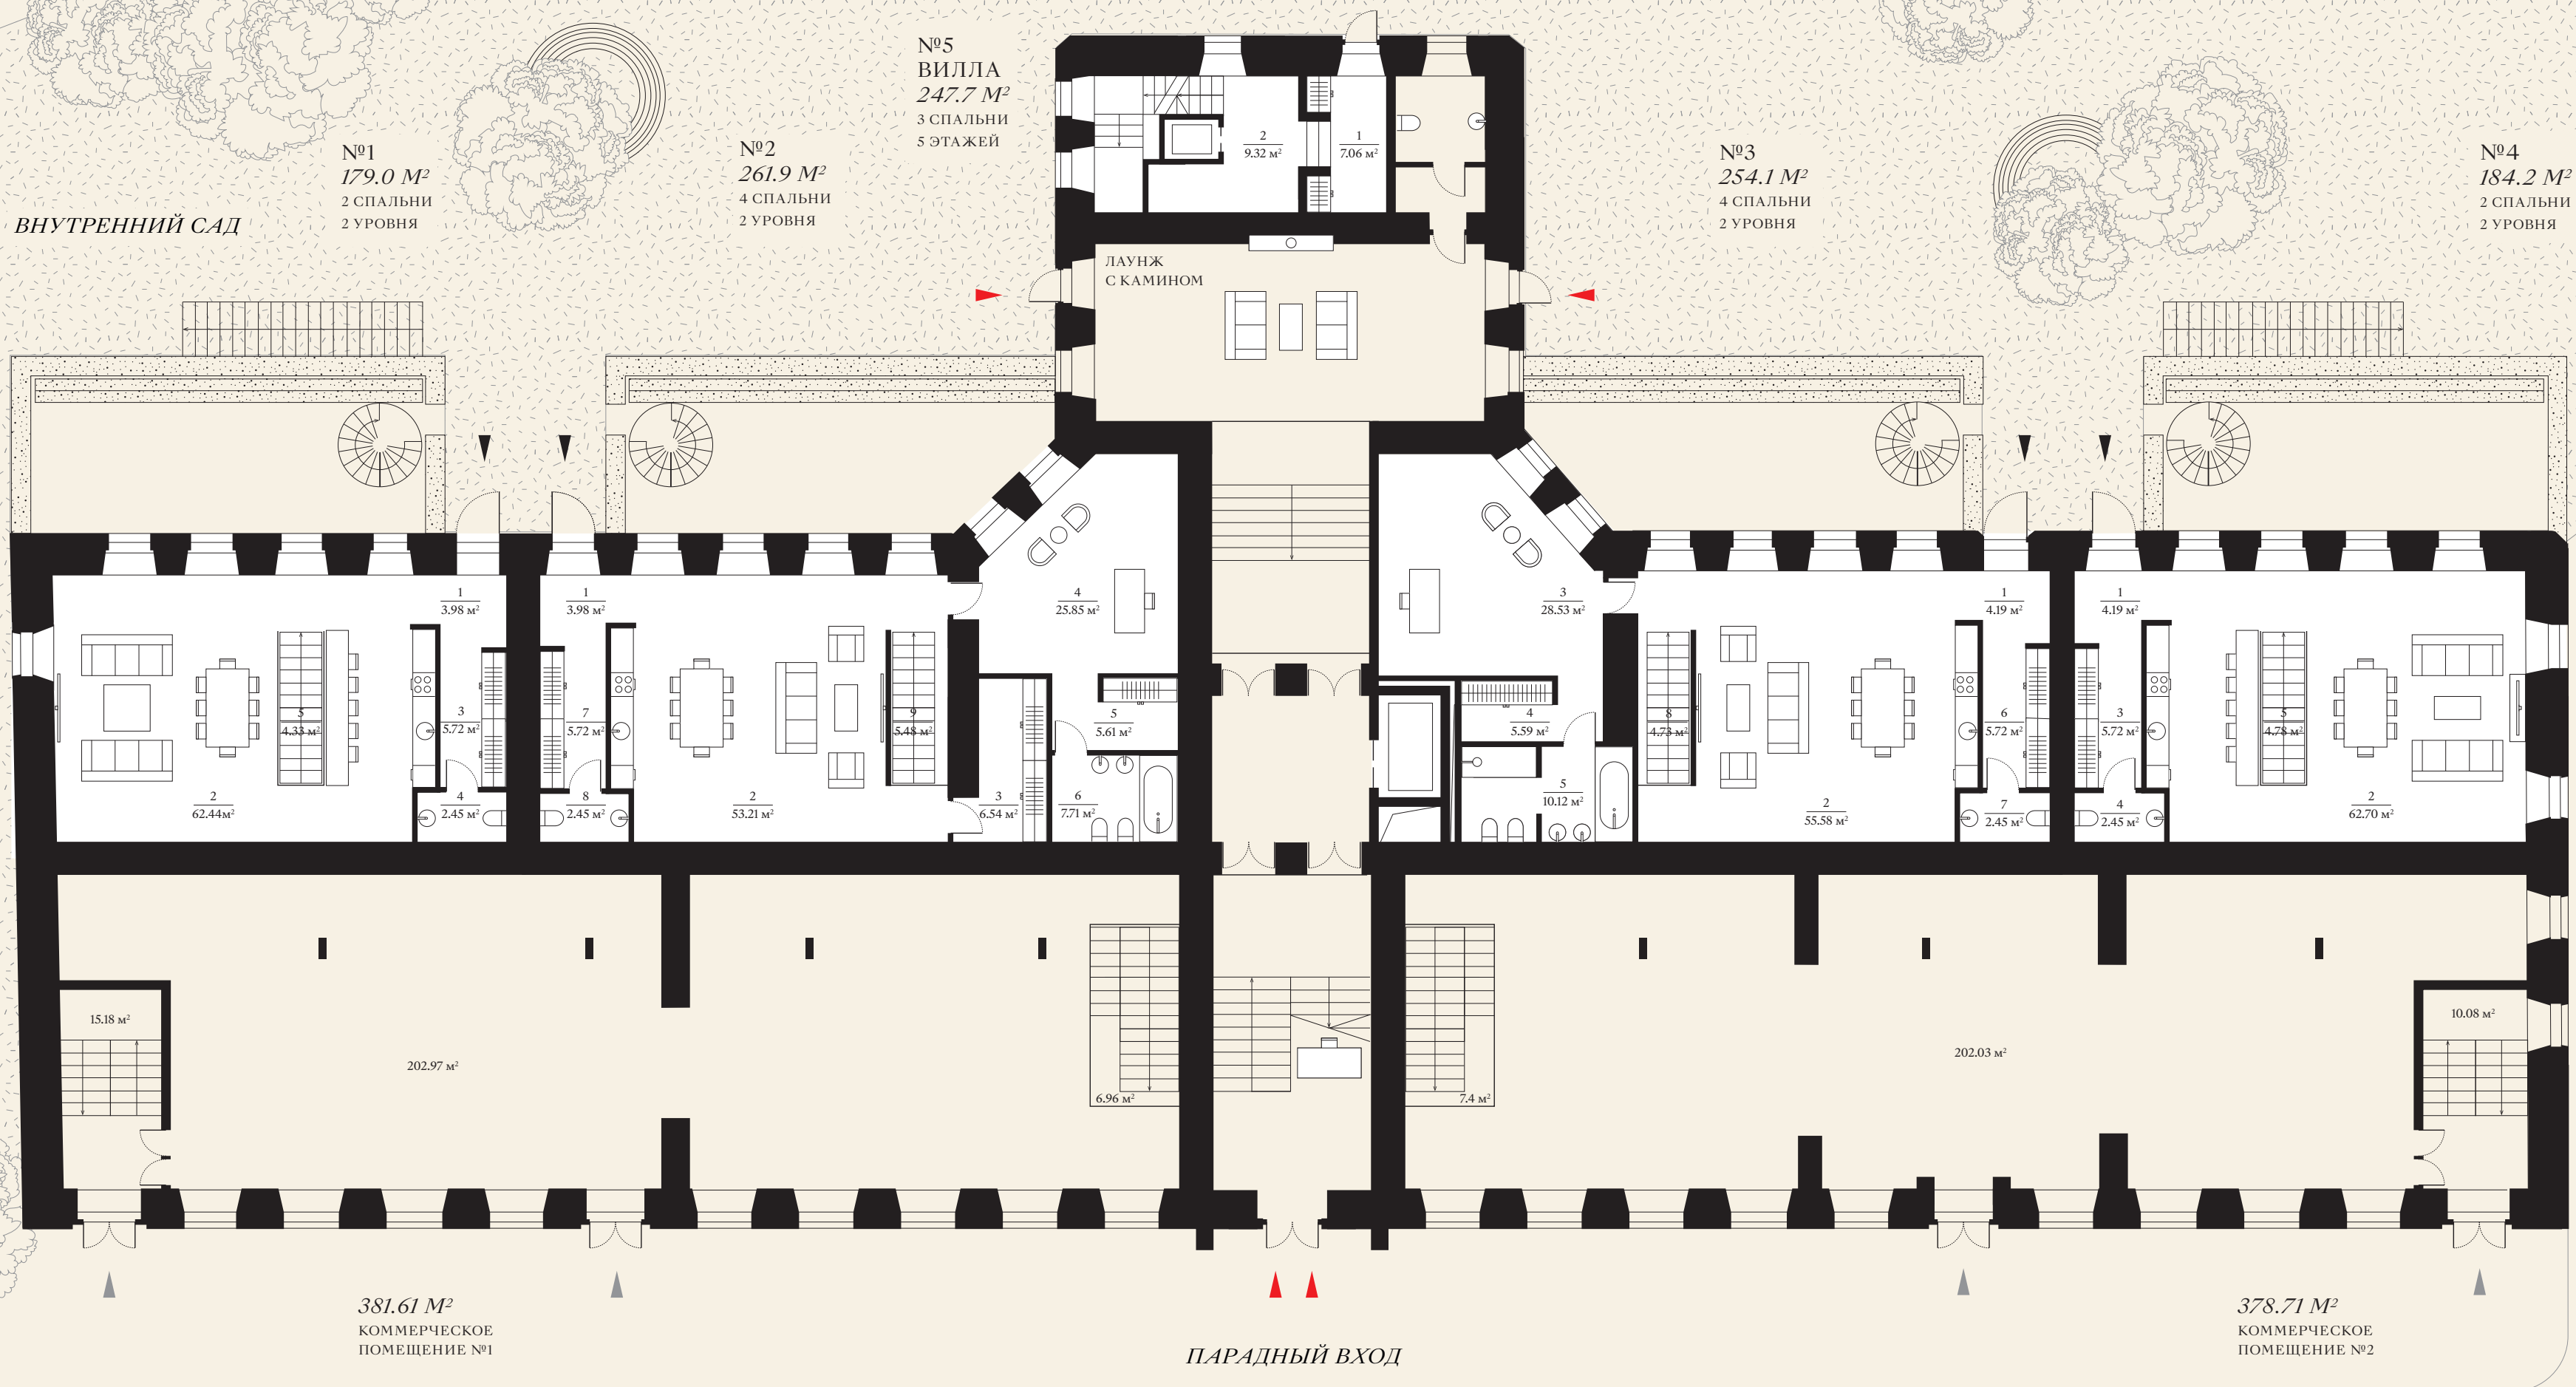 №5
ВИЛЛА
247.7 М²
3 СПАЛЬНИ
5 ЭТАЖЕЙ
№1
179.0 М²
2 СПАЛЬНИ
2 УРОВНЯ
№2
261.9 М²
4 СПАЛЬНИ
2 УРОВНЯ
№3
254.1 М²
4 СПАЛЬНИ
2 УРОВНЯ
№4
184.2 М²
2 СПАЛЬНИ
2 УРОВНЯ
ВНУТРЕННИЙ САД
2
9.32 м²
1
7.06 м²
ЛАУНЖ
С КАМИНОМ
1
3.98 м²
3
5.72 м²
5
4.33 м²
2
62.44м²
4
2.45 м²
1
3.98 м²
7
5.72 м²
8
2.45 м²
2
53.21 м²
9
5.48 м²
4
25.85 м²
5
5.61 м²
3
6.54 м²
6
7.71 м²
3
28.53 м²
4
5.59 м²
5
10.12 м²
8
4.73 м²
2
55.58 м²
1
4.19 м²
6
5.72 м²
7
2.45 м²
1
4.19 м²
3
5.72 м²
4
2.45 м²
5
4.78 м²
2
62.70 м²
15.18 м²
202.97 м²
6.96 м²
7.4 м²
202.03 м²
10.08 м²
381.61 М²
КОММЕРЧЕСКОЕ
ПОМЕЩЕНИЕ №1
ПАРАДНЫЙ ВХОД
378.71 М²
КОММЕРЧЕСКОЕ
ПОМЕЩЕНИЕ №2